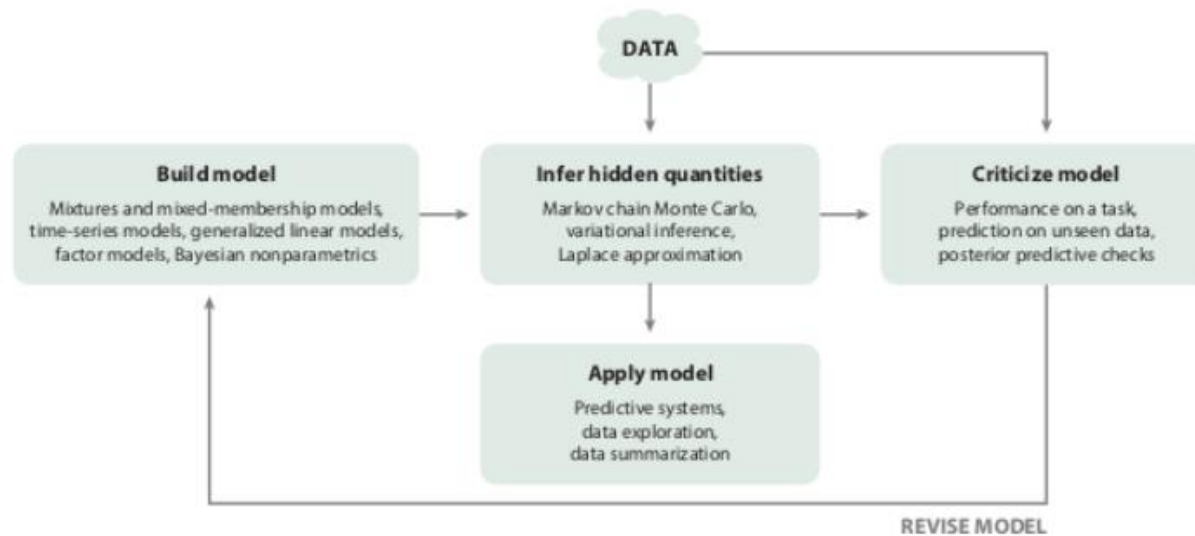 DATA
Build model
Mixtures and mixed-membership models,
time-series models, generalized linear models,
factor models, Bayesian nonparametrics
Infer hidden quantities
Markov chain Monte Carlo,
variational inference,
Laplace approximation
Criticize model
Performance on a task,
prediction on unseen data,
posterior predictive checks
Apply model
Predictive systems,
data exploration,
data summarization
REVISE MODEL